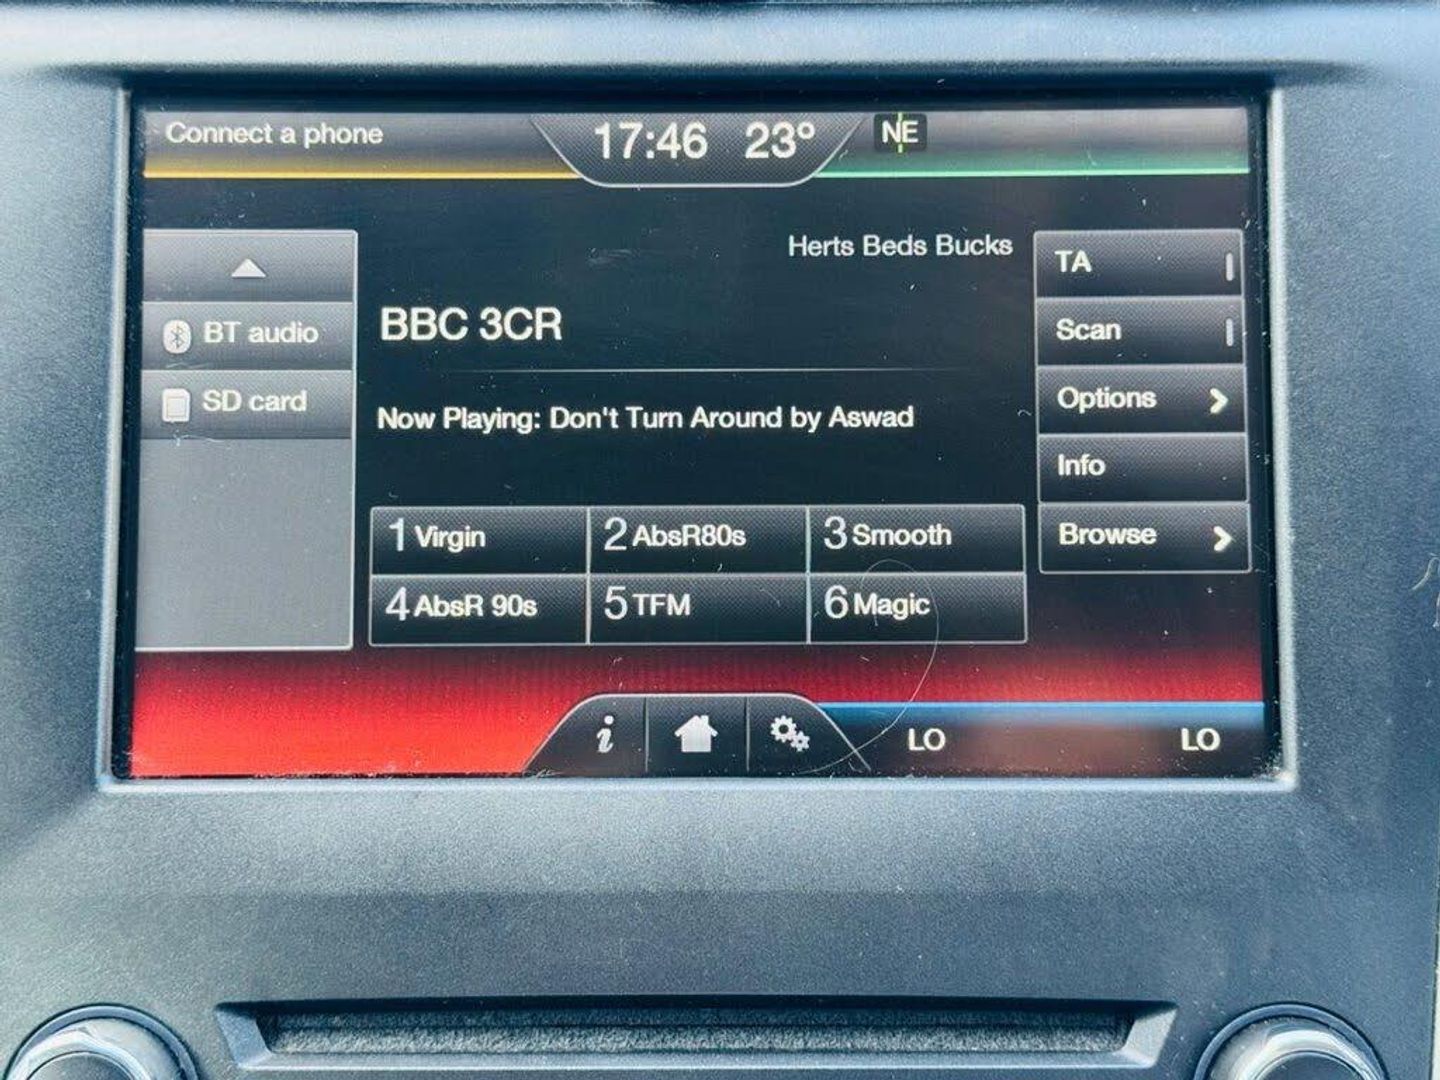 Connect a phone
17:46 23° NE
Herts Beds Bucks
BBC 3CR
Now Playing: Don't Turn Around by Aswad
BT audio
SD card
TA
Scan
Options
Info
Browse
1 Virgin
2 AbsR80s
3 Smooth
4 AbsR 90s
5 TFM
6 Magic
i
LO
LO